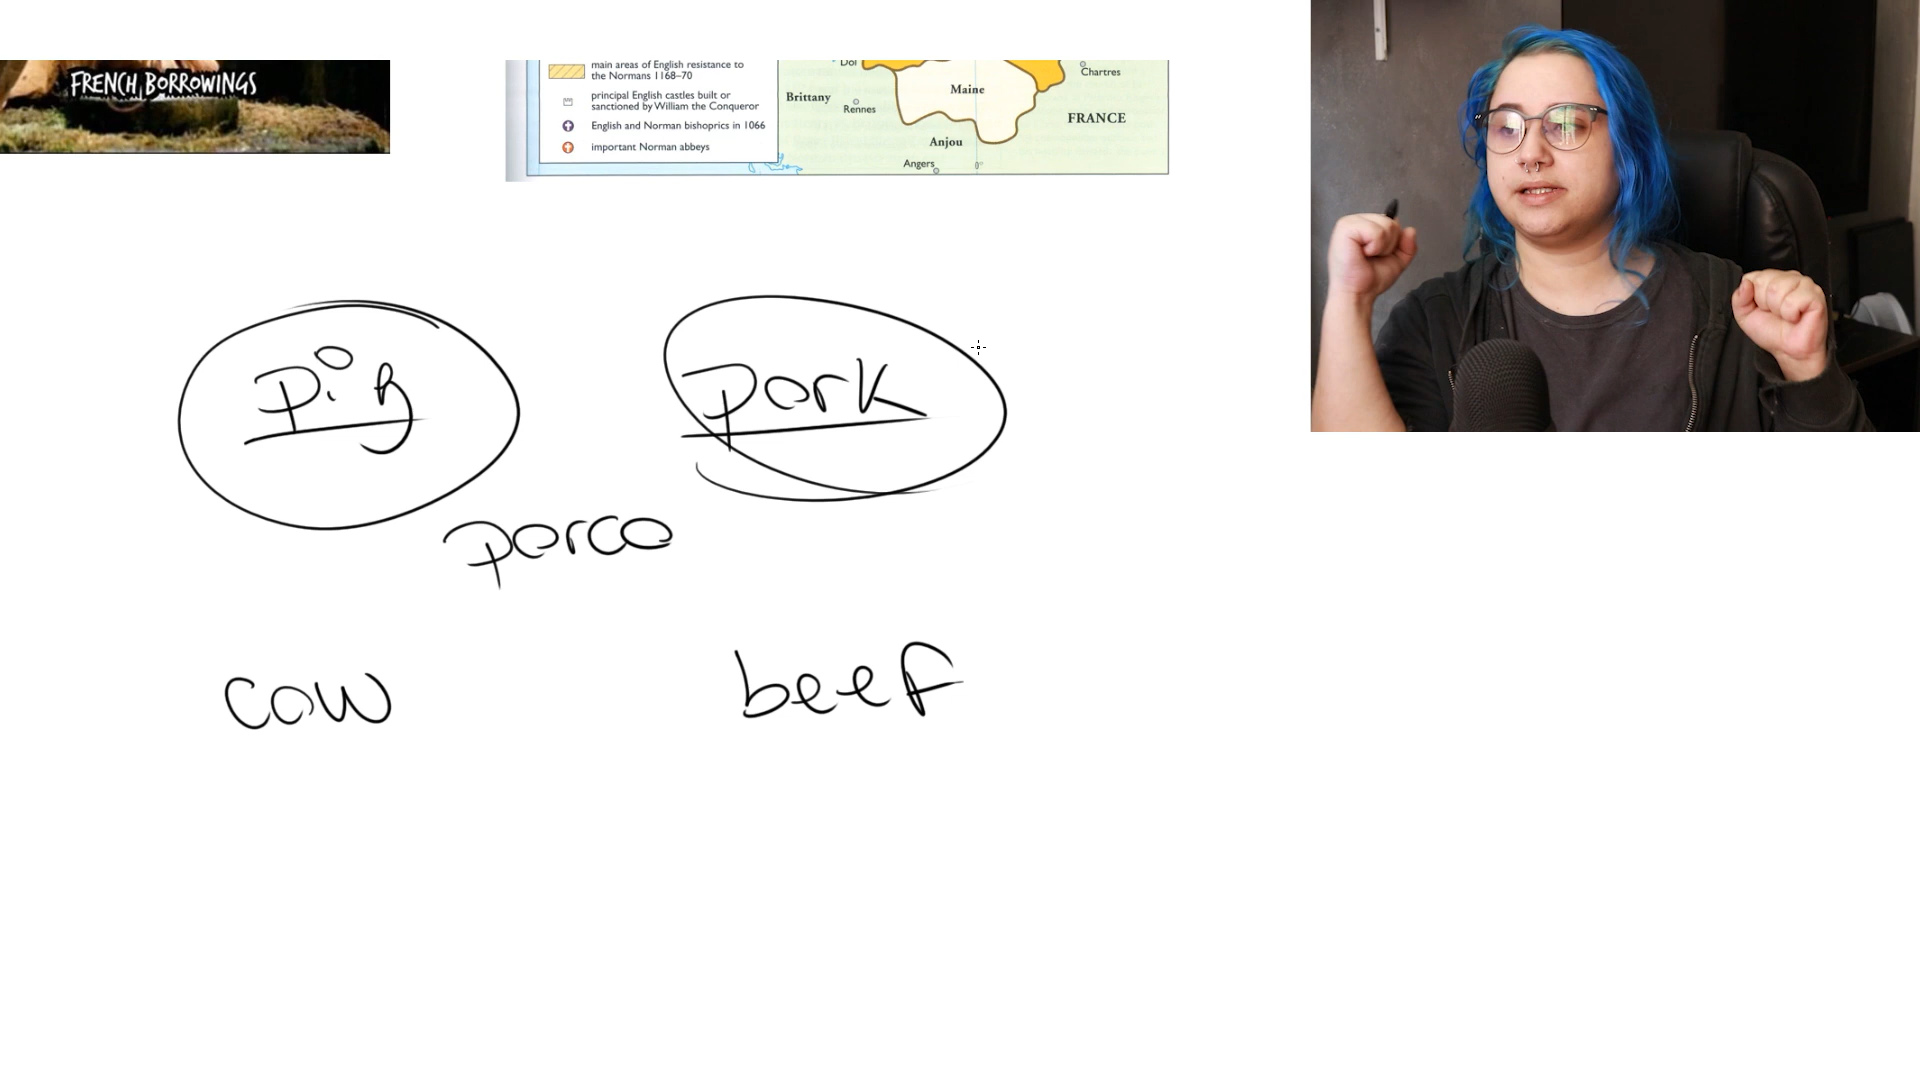 FRENCH BORROWINGS
main areas of English resistance to
the Normans 1168–70
principal English castles built or
sanctioned by William the Conqueror
English and Norman bishoprics in 1066
important Norman abbeys
Dol
Chartres
Maine
Brittany
Rennes
FRANCE
Anjou
Angers
0°
pig
pork
porco
cow
beef